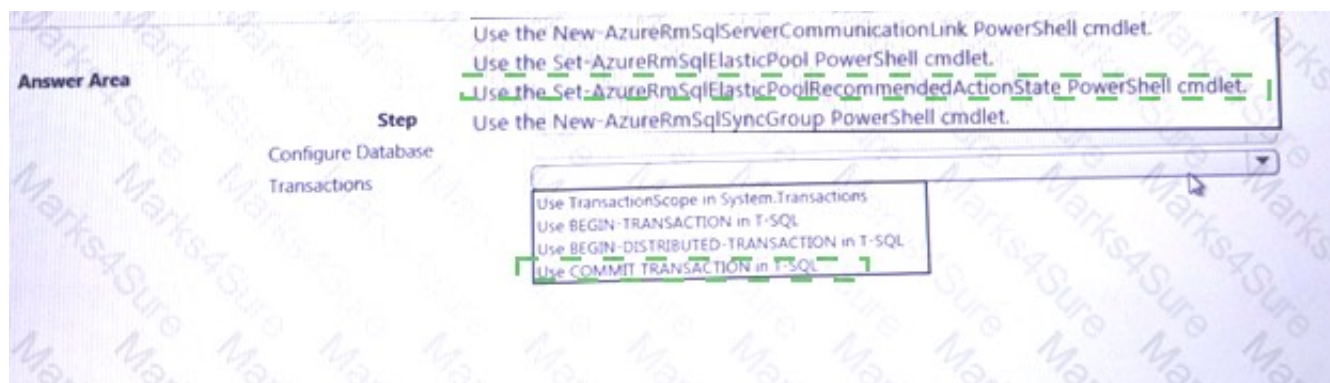 Use the New-AzureRmSqlServerCommunicationLink PowerShell cmdlet.
Use the Set-AzureRmSqlElasticPool PowerShell cmdlet.
Answer Area
Use the Set-AzureRmSqlElasticPoolRecommendedActionState PowerShell cmdlet.
Step
Use the New-AzureRmSqlSyncGroup PowerShell cmdlet.
Configure Database
Transactions
Use TransactionScope in System.Transactions
Use BEGIN-TRANSACTION in T-SQL
Use BEGIN-DISTRIBUTED-TRANSACTION in T-SQL
Use COMMIT TRANSACTION in T-SQL
Marks4Sure